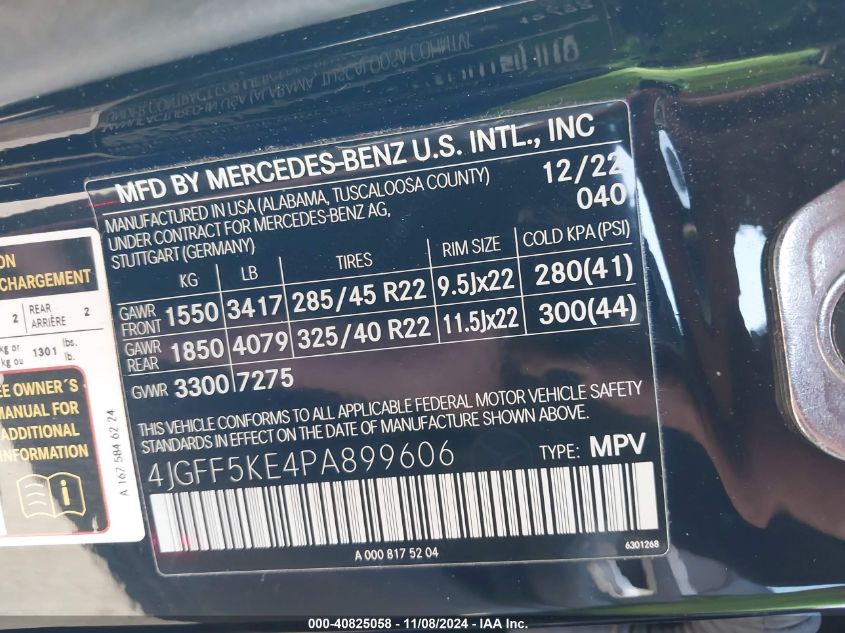 MFD BY MERCEDES-BENZ U.S. INTL., INC
MANUFACTURED IN USA (ALABAMA, TUSCALOOSA COUNTY) 12/22
UNDER CONTRACT FOR MERCEDES-BENZ AG, 040
STUTTGART (GERMANY)
KG LB TIRES RIM SIZE COLD KPA (PSI)
GAWR FRONT 1550 3417 285/45 R22 9.5Jx22 280(41)
GAWR REAR 1850 4079 325/40 R22 11.5Jx22 300(44)
GVWR 3300 7275
THIS VEHICLE CONFORMS TO ALL APPLICABLE FEDERAL MOTOR VEHICLE SAFETY
STANDARDS IN EFFECT ON THE DATE OF MANUFACTURE SHOWN ABOVE.
4JGFF5KE4PA899606 TYPE: MPV
A 000 817 52 04
6301268
CHARGEMENT
2 REAR ARRIÈRE 2
kg or 1301 lbs.
kg ou lb.
OWNER´S
MANUAL FOR
ADDITIONAL
INFORMATION
A 167 584 62 24
000-40825058 - 11/08/2024 - IAA Inc.